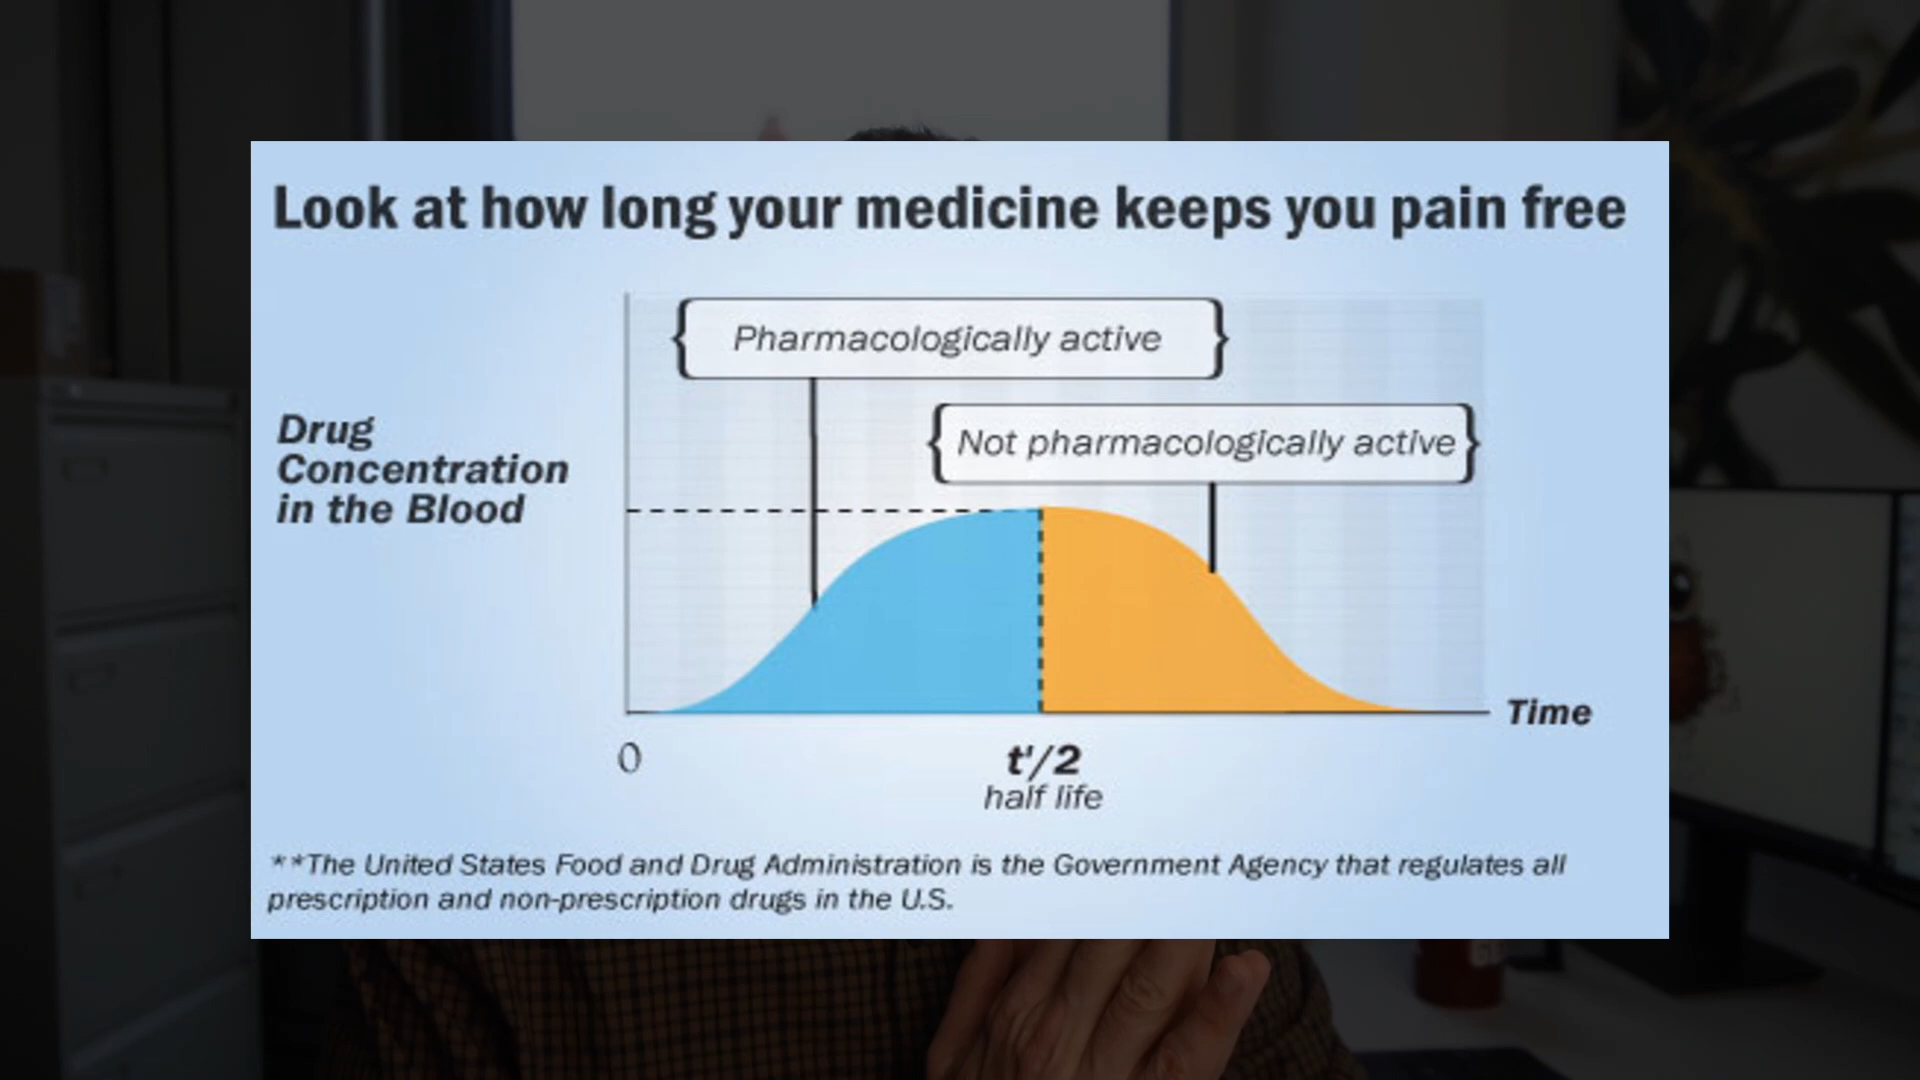 Look at how long your medicine keeps you pain free
Pharmacologically active
Not pharmacologically active
Drug
Concentration
in the Blood
Time
0
t'/2
half life
**The United States Food and Drug Administration is the Government Agency that regulates all
prescription and non-prescription drugs in the U.S.